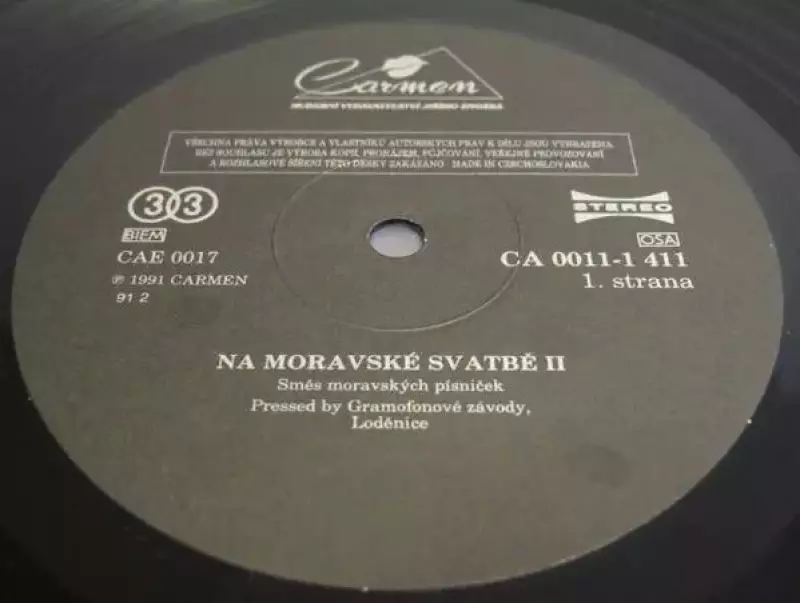 Carmen
HUDEBNÍ VYDAVATELSTVÍ JIŘÍHO ZMOŽKA
VŠECHNA PRÁVA VÝROBCE A VLASTNÍKŮ AUTORSKÝCH PRÁV K DÍLU JSOU VYHRAZENA
BEZ SOUHLASU JE VÝROBA KOPIÍ, PRONÁJEM, PŮJČOVÁNÍ, VEŘEJNÉ PROVOZOVÁNÍ
A ROZHLASOVÉ ŠÍŘENÍ TÉTO DESKY ZAKÁZÁNO MADE IN CZECHOSLOVAKIA
33
STEREO
BIEM
OSA
CAE 0017
CA 0011-1 411
℗ 1991 CARMEN
1. strana
91 2
NA MORAVSKÉ SVATBĚ II
Směs moravských písniček
Pressed by Gramofonové závody,
Loděnice